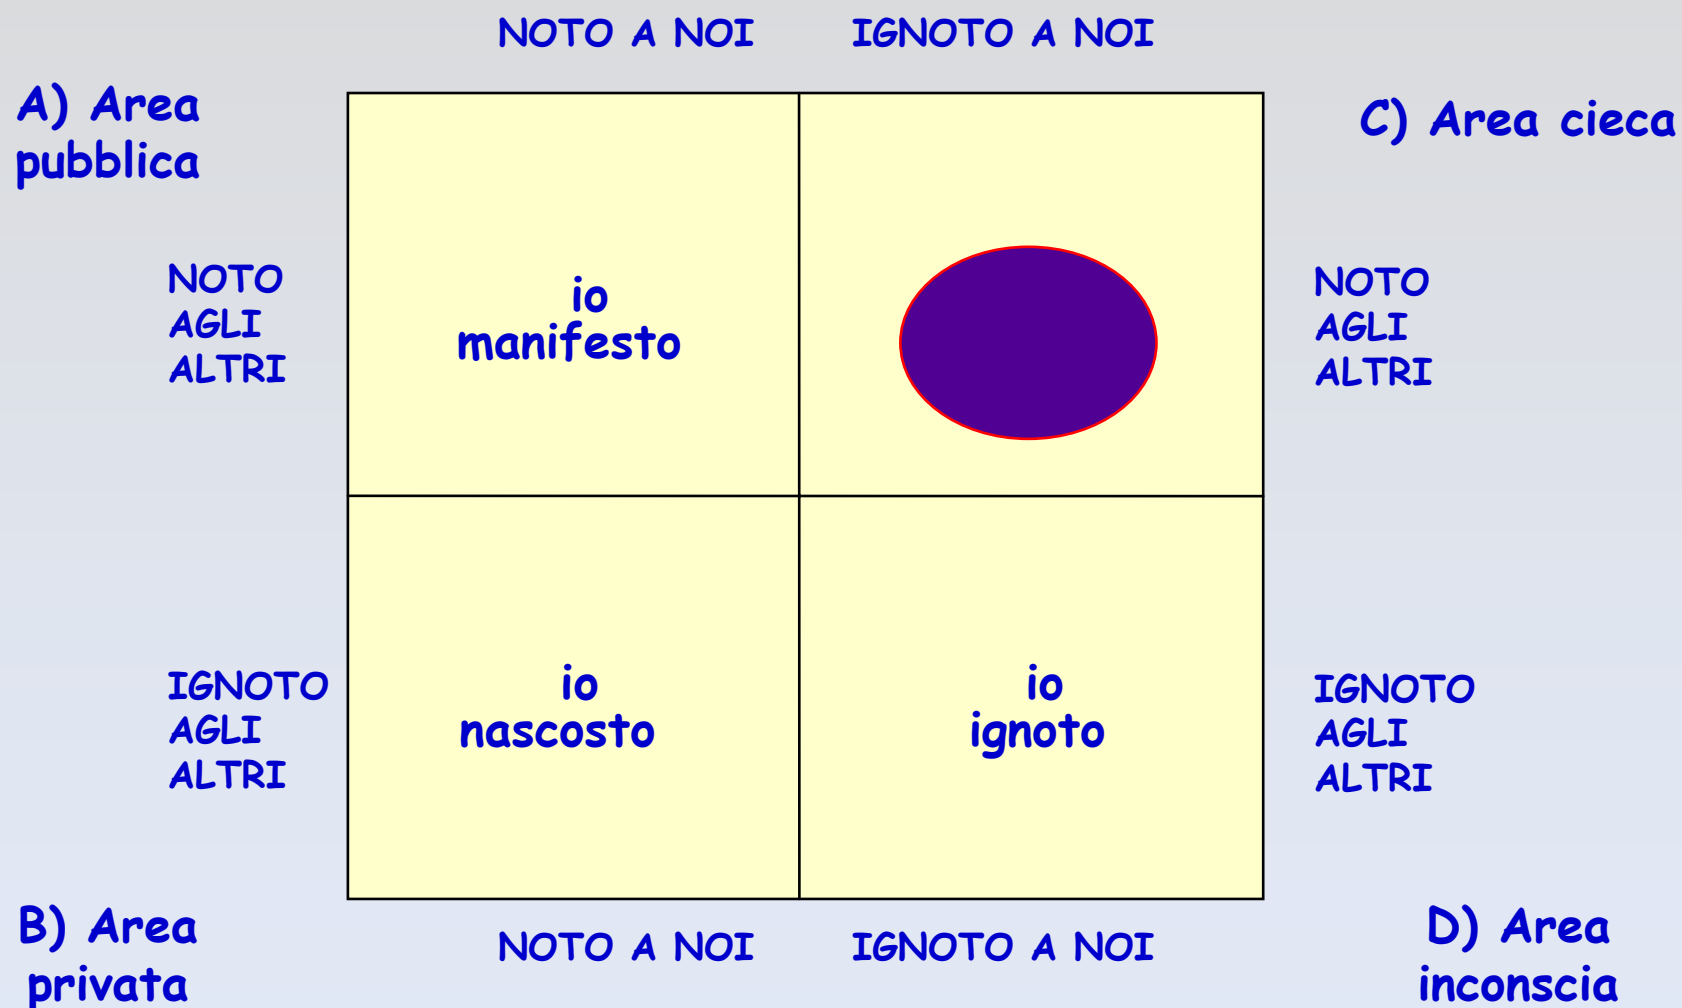 NOTO A NOI IGNOTO A NOI
A) Area
pubblica
C) Area cieca
NOTO
AGLI
ALTRI
io
manifesto
NOTO
AGLI
ALTRI
IGNOTO
AGLI
ALTRI
io
nascosto
io
ignoto
IGNOTO
AGLI
ALTRI
B) Area
privata
NOTO A NOI IGNOTO A NOI
D) Area
inconscia